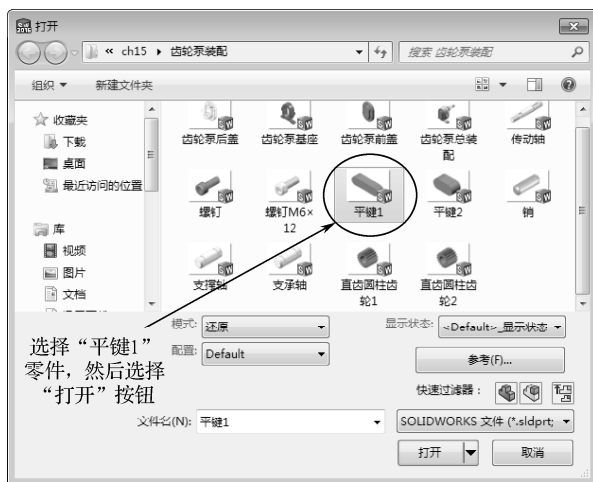 打开
« ch15 ▸ 齿轮泵装配
搜索 齿轮泵装配
组织 新建文件夹
收藏夹
下载
桌面
最近访问的位置
库
视频
图片
文档
齿轮泵后盖 齿轮泵基座 齿轮泵前盖 齿轮泵总装配 传动轴
螺钉 螺钉M6×12 平键1 平键2 销
支撑轴 支承轴 直齿圆柱齿轮1 直齿圆柱齿轮2
选择“平键1”
零件，然后选择
“打开”按钮
模式: 还原
显示状态: <Default>_显示状态
配置: Default
参考(F)...
快速过滤器：
文件名(N): 平键1
SOLIDWORKS 文件 (*.sldprt;
打开 取消